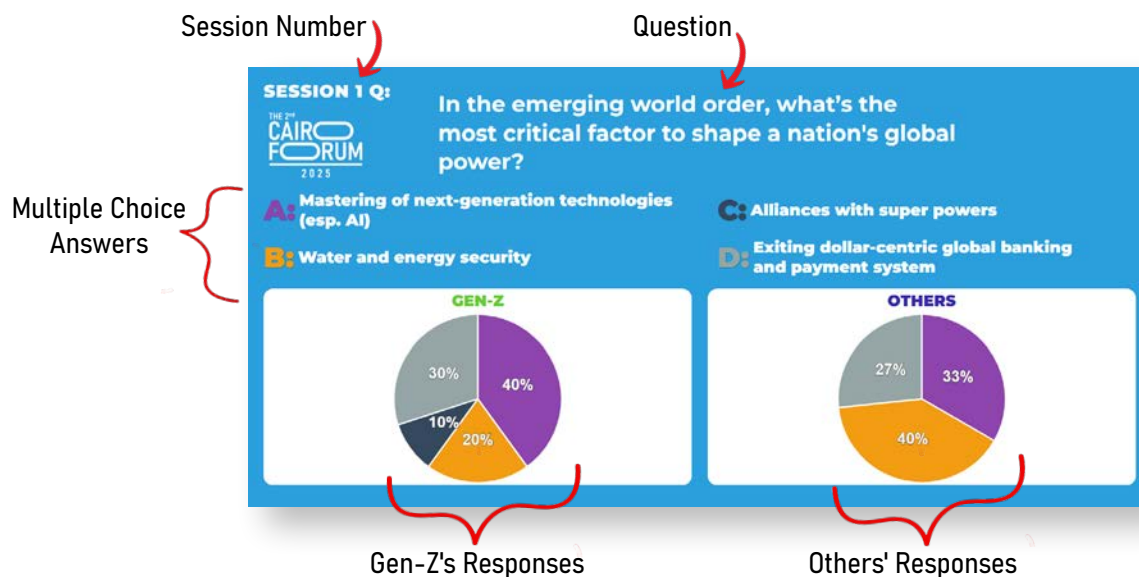 Session Number
Question
SESSION 1 Q:
THE 2ND
CAIRO
FORUM
2025
In the emerging world order, what's the
most critical factor to shape a nation's global
power?
Multiple Choice
Answers
A: Mastering of next-generation technologies
(esp. AI)
B: Water and energy security
C: Alliances with super powers
D: Exiting dollar-centric global banking
and payment system
GEN-Z
30%
40%
10%
20%
OTHERS
27%
33%
40%
Gen-Z's Responses
Others' Responses